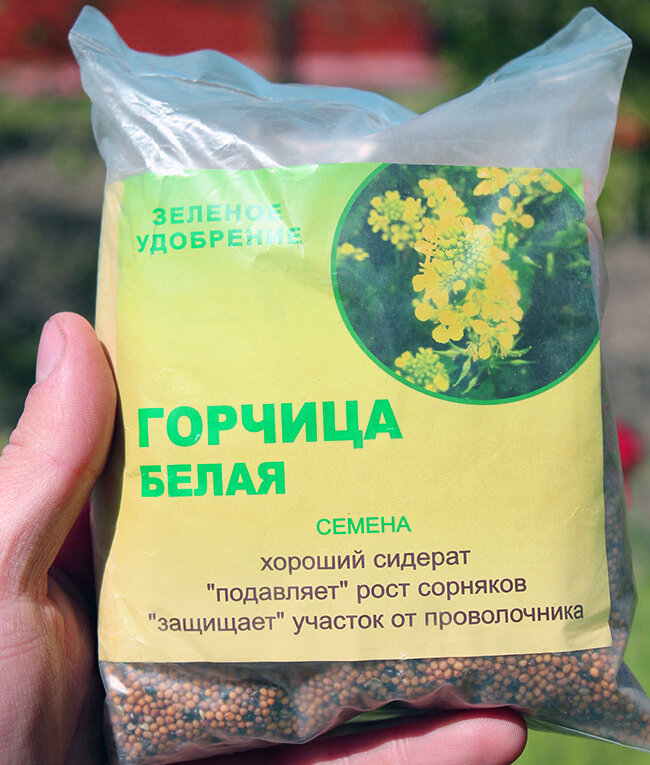 ЗЕЛЕНОЕ
УДОБРЕНИЕ
ГОРЧИЦА
БЕЛАЯ
СЕМЕНА
хороший сидерат
"подавляет" рост сорняков
"защищает" участок от проволочника